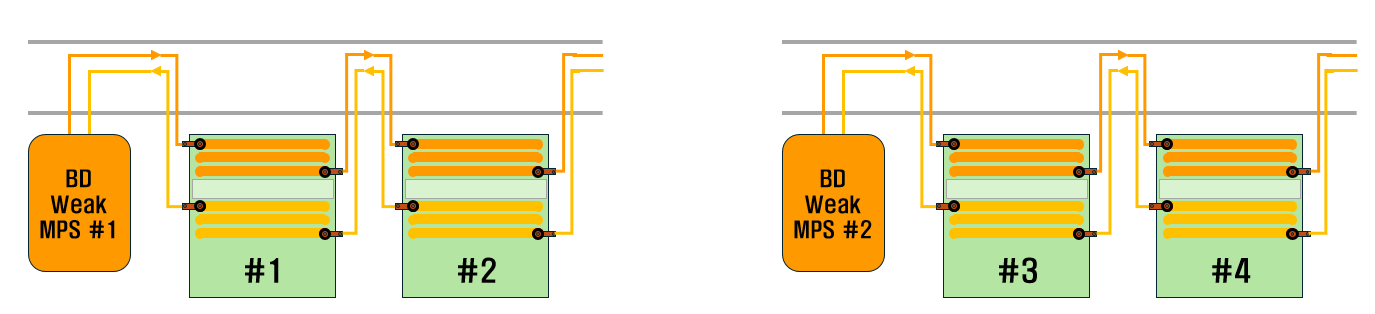 BD
Weak
MPS #1
#1
#2
BD
Weak
MPS #2
#3
#4